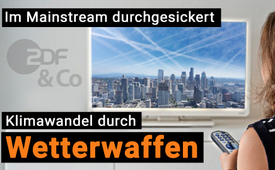 Im Mainstream durchgesickert
ZDF
& Co
Klimawandel durch
Wetterwaffen